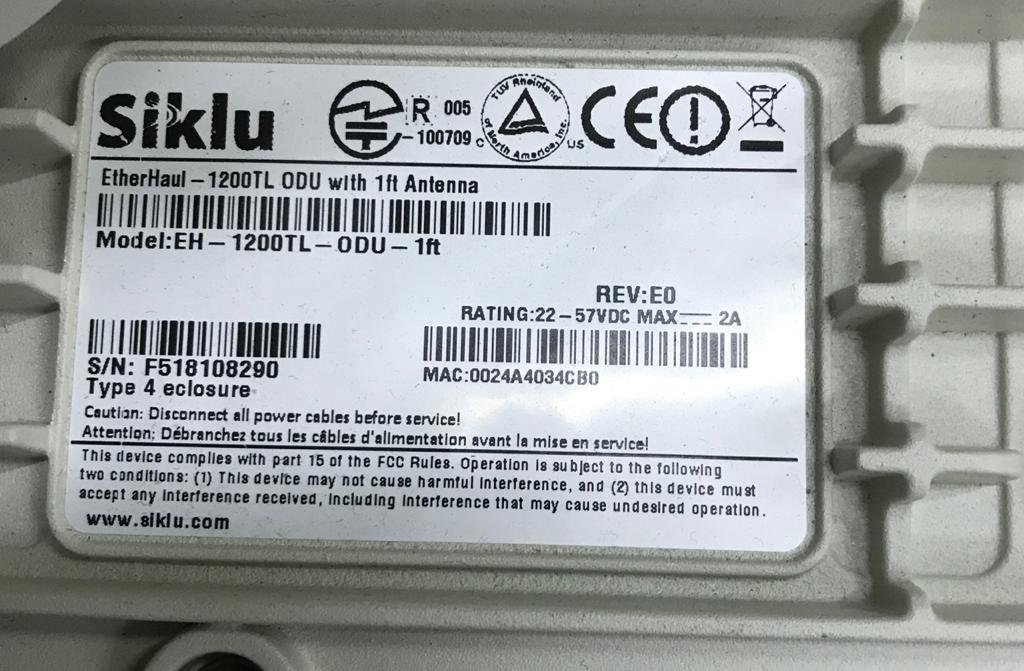 Siklu
R 005
-100709
TUV Rheinland
of North America, Inc.
C US
CE
EtherHaul-1200TL ODU with 1ft Antenna
Model:EH-1200TL-ODU-1ft
REV:E0
RATING:22-57VDC MAX 2A
S/N: F518108290
MAC:0024A4034CB0
Type 4 eclosure
Caution: Disconnect all power cables before service!
Attention: Débranchez tous les câbles d'alimentation avant la mise en service!
This device complies with part 15 of the FCC Rules. Operation is subject to the following
two conditions: (1) This device may not cause harmful interference, and (2) this device must
accept any interference received, including interference that may cause undesired operation.
www.siklu.com